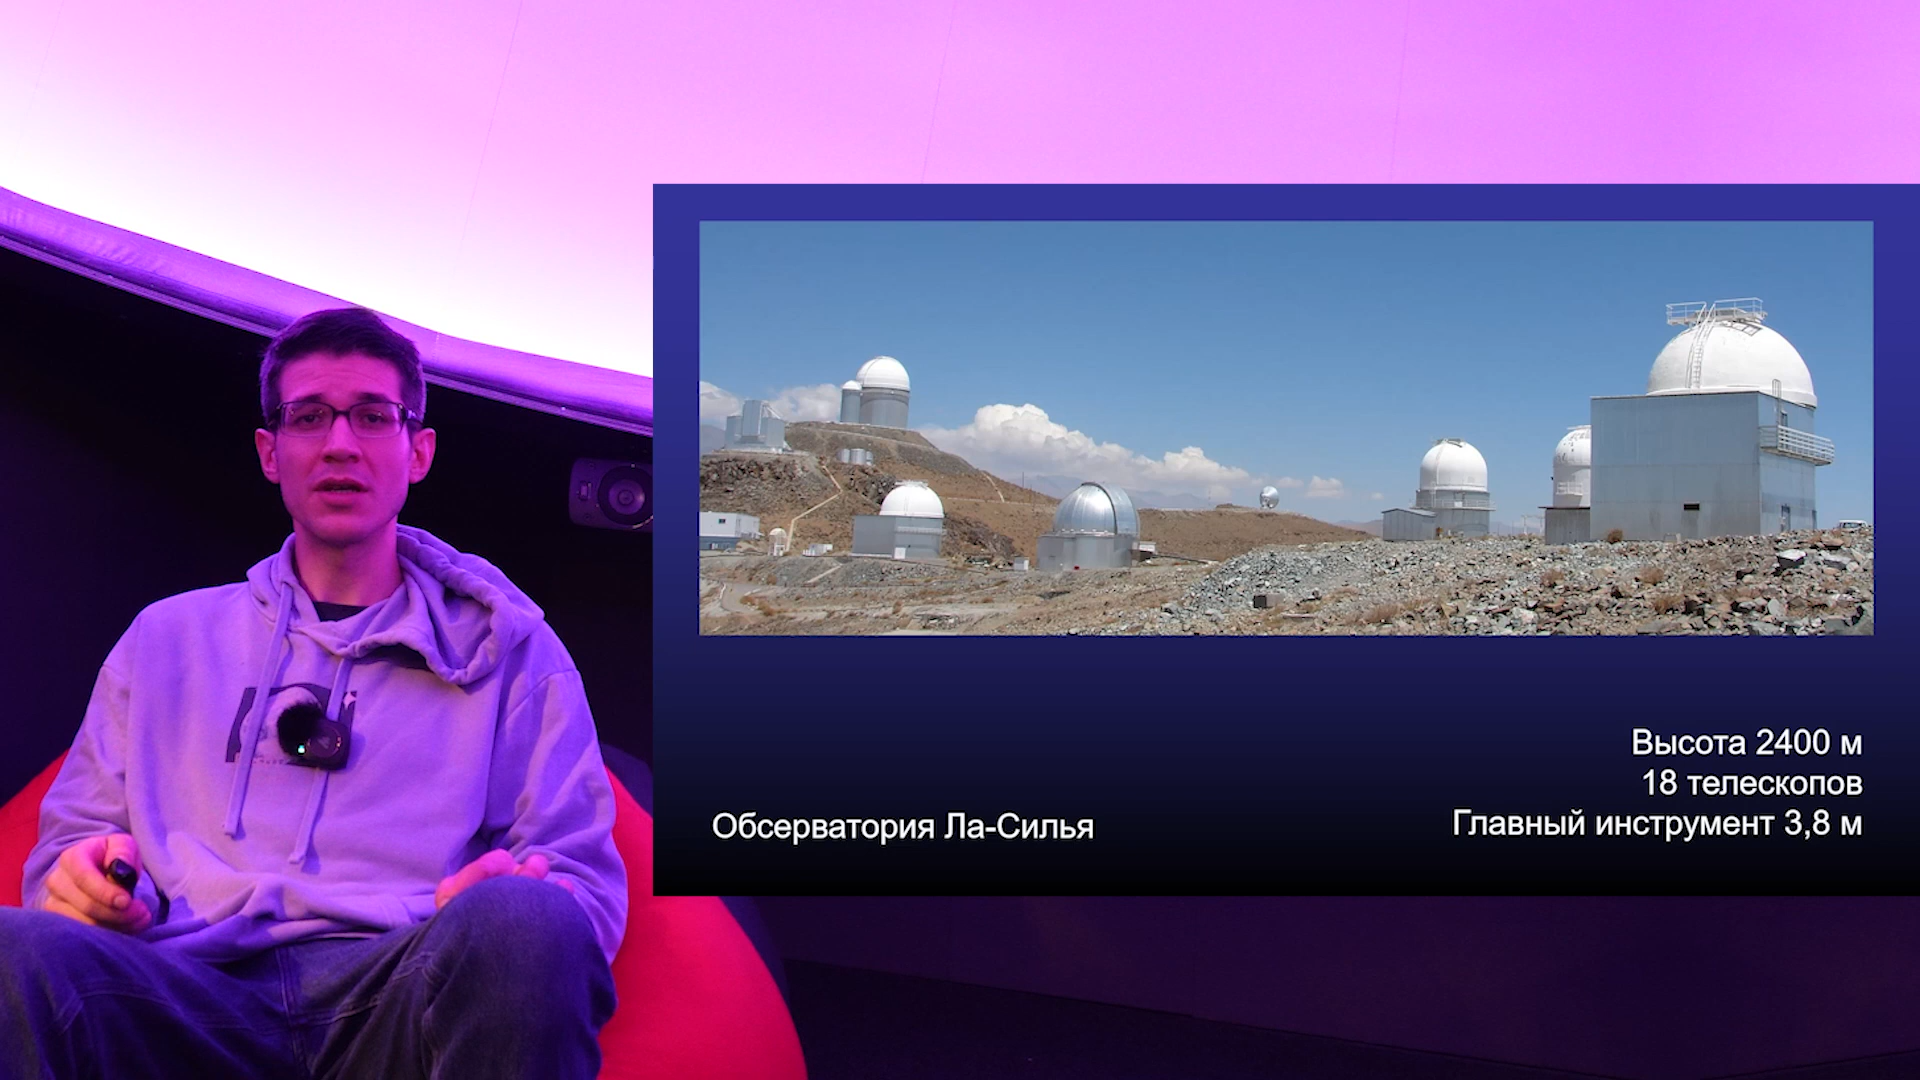 Высота 2400 м
18 телескопов
Главный инструмент 3,8 м
Обсерватория Ла-Силья